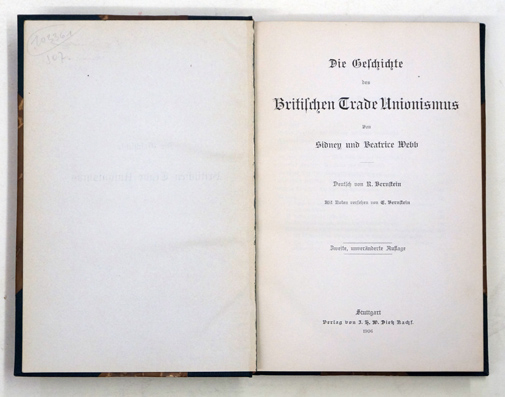 Die Geschichte
des
Britischen Trade Unionismus
Von
Sidney und Beatrice Webb
Deutsch von R. Bernstein
Mit Noten versehen von E. Bernstein
Zweite, unveränderte Auflage
Stuttgart
Verlag von J. H. W. Dietz Nachf.
1906